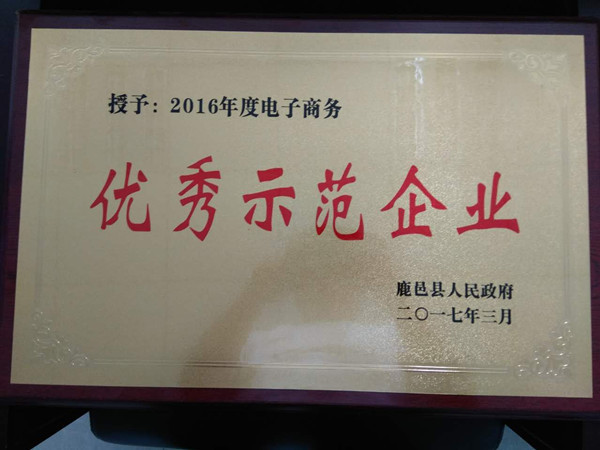 授予：2016年度电子商务
优秀示范企业
鹿邑县人民政府
二〇一七年三月